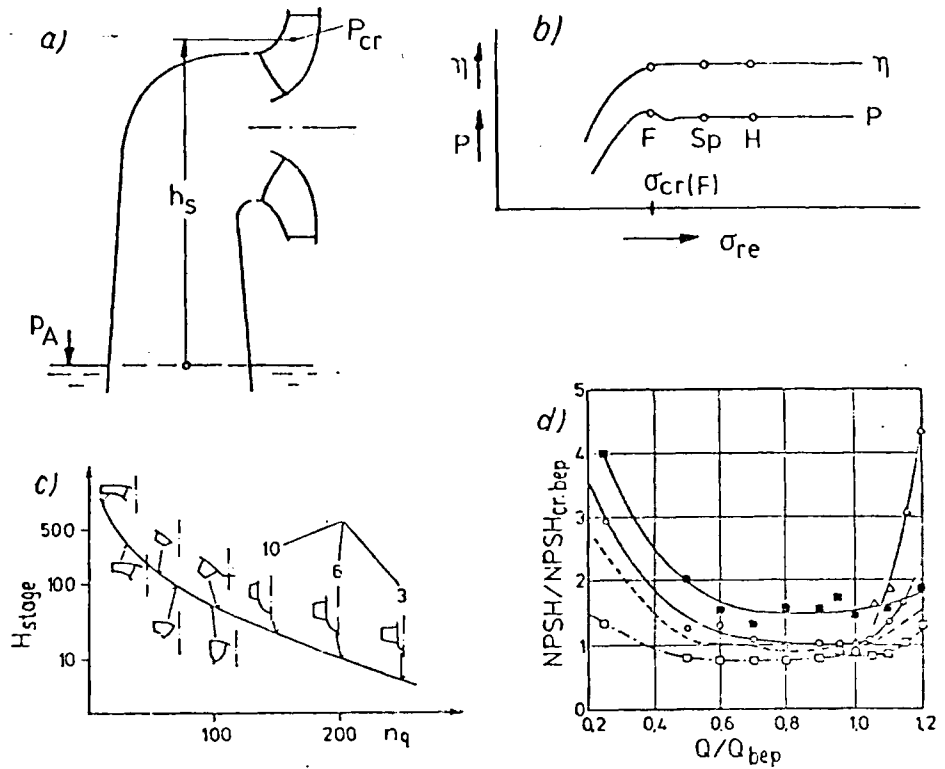 a)
P_cr
h_s
P_A
b)
η
η
P
P
F Sp H
σ_cr(F)
σ_re
c)
H_stage
500
100
10
10
6
3
100
200
n_q
d)
NPSH/NPSH_cr.bep
5
4
3
2
1
0
0,2
0,4
0,6
0,8
1,0
1,2
Q/Q_bep